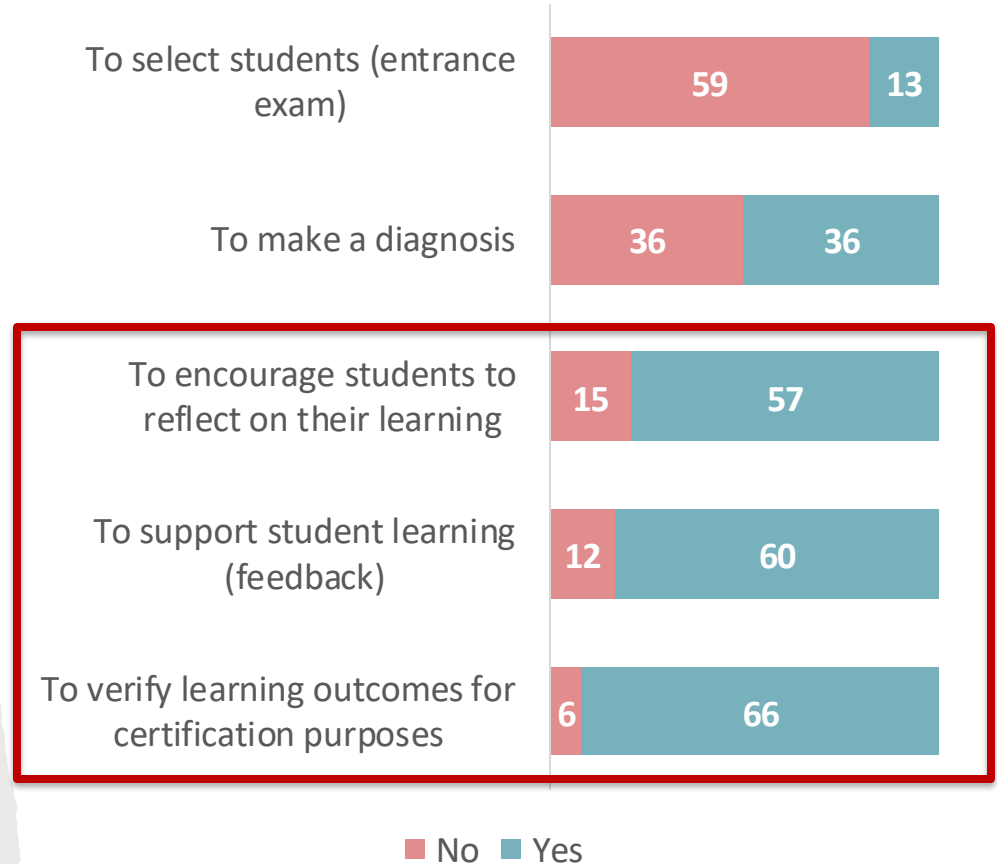 To select students (entrance
exam)
59 13
To make a diagnosis
36 36
To encourage students to
reflect on their learning
15 57
To support student learning
(feedback)
12 60
To verify learning outcomes for
certification purposes
6 66
No Yes